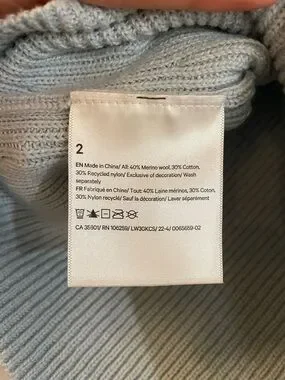 2
EN Made in China/ All: 40% Merino wool, 30% Cotton,
30% Recycled nylon/ Exclusive of decoration/ Wash
separately
FR Fabriqué en China/ Tout: 40% Laine mérinos, 30% Coton,
30% Nylon recyclé/ Sauf la décoration/ Laver séparément
CA 35901/ RN 106259/ LW3GKCS/ 22-4/ 0065659-02